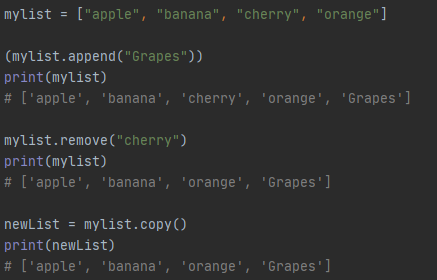 mylist = ["apple", "banana", "cherry", "orange"]
(mylist.append("Grapes"))
print(mylist)
# ['apple', 'banana', 'cherry', 'orange', 'Grapes']
mylist.remove("cherry")
print(mylist)
# ['apple', 'banana', 'orange', 'Grapes']
newList = mylist.copy()
print(newList)
# ['apple', 'banana', 'orange', 'Grapes']